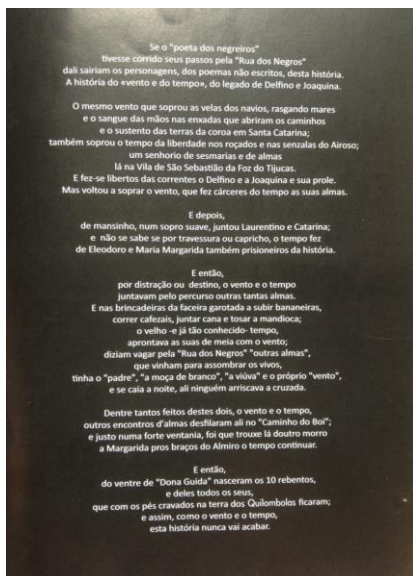 Se o "poeta dos negreiros"
tivesse corrido seus passos pela "Rua dos Negros"
dali sairiam os personagens, dos poemas não escritos, desta história.
A história do «vento e do tempo», do legado de Delfino e Joaquina.
O mesmo vento que soprou as velas dos navios, rasgando mares
e o sangue das mãos nas enxadas que abriram os caminhos
e o sustento das terras da coroa em Santa Catarina;
também soprou o tempo da liberdade nos roçados e nas senzalas do Airoso;
um senhorio de sesmarias e de almas
lá na Vila de São Sebastião da Foz do Tijucas.
E fez-se libertos das correntes o Delfino e a Joaquina e sua prole.
Mas voltou a soprar o vento, que fez cárceres do tempo as suas almas.
E depois,
de mansinho, num sopro suave, juntou Laurentino e Catarina;
e não se sabe se por travessura ou capricho, o tempo fez
de Eleodoro e Maria Margarida também prisioneiros da história.
E então,
por distração ou destino, o vento e o tempo
juntavam pelo percurso outras tantas almas.
E nas brincadeiras da faceira garotada a subir bananeiras,
correr cafezais, juntar cana e tosar a mandioca;
o velho -e já tão conhecido- tempo,
aprontava as suas de meia com o vento;
diziam vagar pela "Rua dos Negros" "outras almas",
que vinham para assombrar os vivos,
tinha o "padre", "a moça de branco", "a viúva" e o próprio "vento",
e se caia a noite, ali ninguém arriscava a cruzada.
Dentre tantos feitos destes dois, o vento e o tempo,
outros encontros d'almas desfilaram ali no "Caminho do Boi";
e justo numa forte ventania, foi que trouxe lá doutro morro
a Margarida pros braços do Almiro o tempo continuar.
E então,
do ventre de "Dona Guida" nasceram os 10 rebentos,
e deles todos os seus,
que com os pés cravados na terra dos Quilombolas ficaram;
e assim, como o vento e o tempo,
esta história nunca vai acabar.